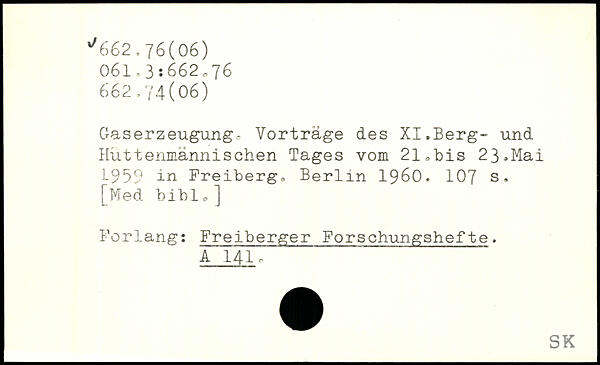 ✓662.76(06)
061.3:662.76
662.74(06)
Gaserzeugung. Vorträge des XI.Berg- und
Hüttenmännischen Tages vom 21.bis 23.Mai
1959 in Freiberg. Berlin 1960. 107 s.
[Med bibl.]
Forlang: Freiberger Forschungshefte.
A 141.
SK